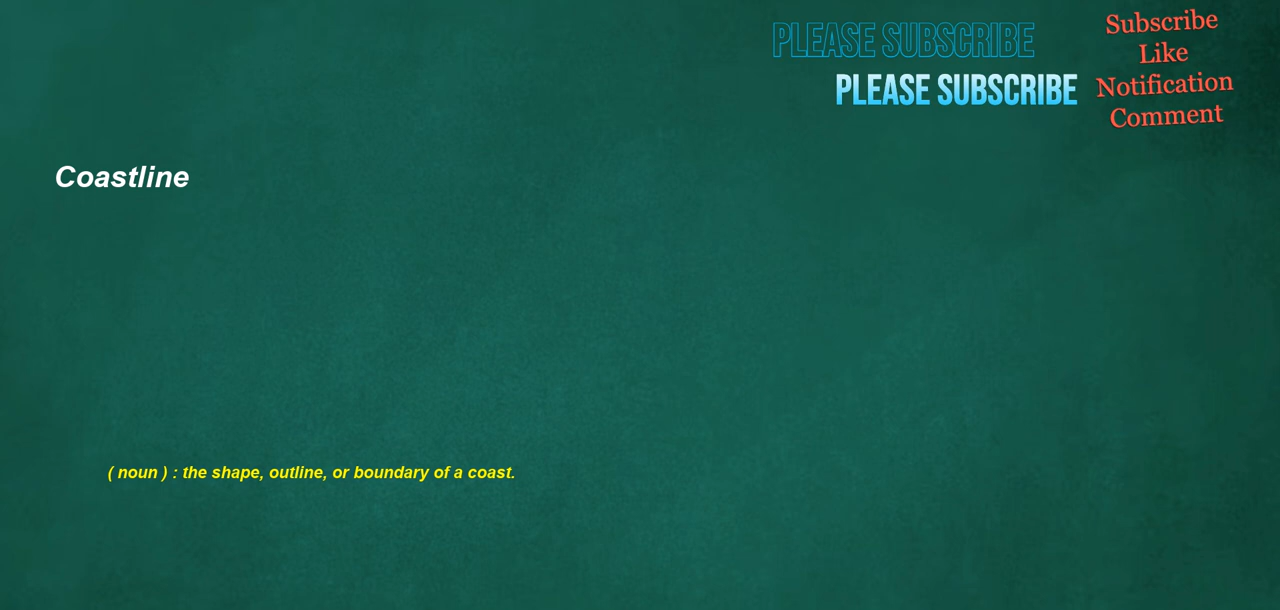 PLEASE SUBSCRIBE
PLEASE SUBSCRIBE
Subscribe
Like
Notification
Comment
Coastline
( noun ) : the shape, outline, or boundary of a coast.